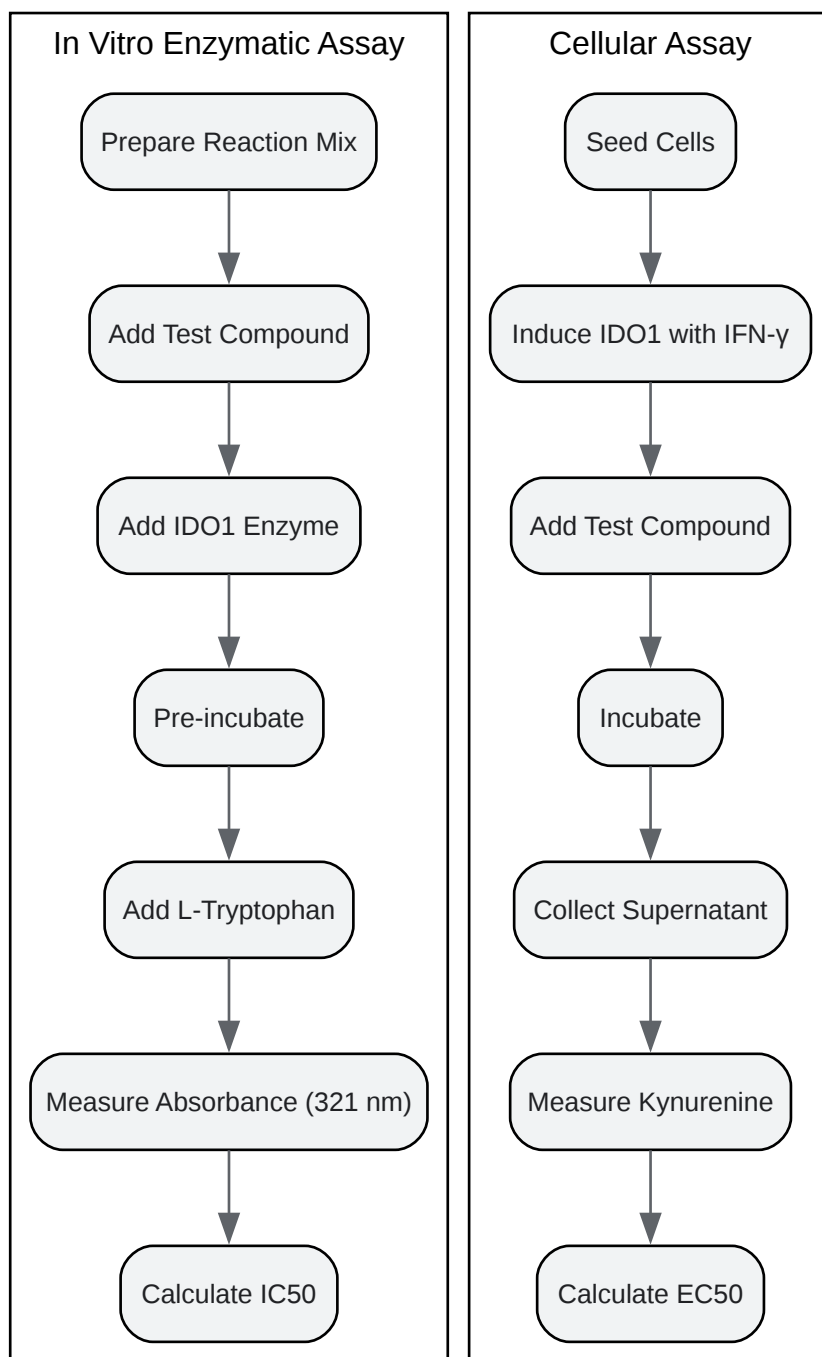 In Vitro Enzymatic Assay
Prepare Reaction Mix
Add Test Compound
Add IDO1 Enzyme
Pre-incubate
Add L-Tryptophan
Measure Absorbance (321 nm)
Calculate IC50
Cellular Assay
Seed Cells
Induce IDO1 with IFN-γ
Add Test Compound
Incubate
Collect Supernatant
Measure Kynurenine
Calculate EC50